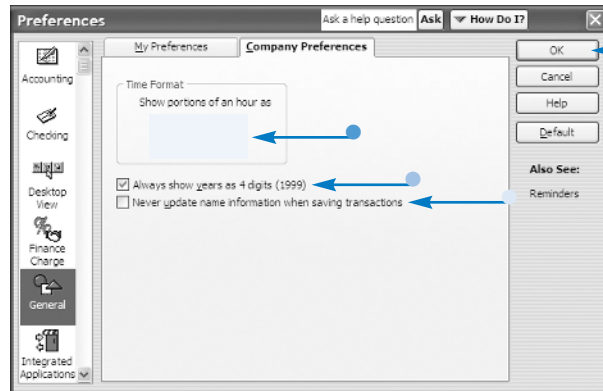 Preferences
Ask a help question Ask How Do I?
My Preferences Company Preferences
Accounting
Checking
Desktop
View
Finance
Charge
General
Integrated
Applications
Time Format
Show portions of an hour as
Always show years as 4 digits (1999)
Never update name information when saving transactions
OK
Cancel
Help
Default
Also See:
Reminders